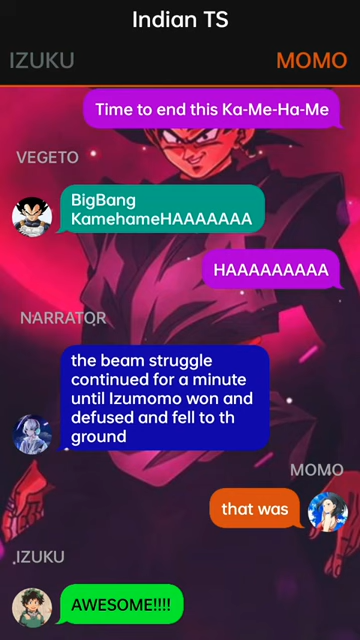 Indian TS
IZUKU
MOMO
Time to end this Ka-Me-Ha-Me
VEGETO
BigBang
KamehameHAAAAAAA
HAAAAAAAAA
NARRATOR
the beam struggle
continued for a minute
until Izumomo won and
defused and fell to th
ground
MOMO
that was
IZUKU
AWESOME!!!!